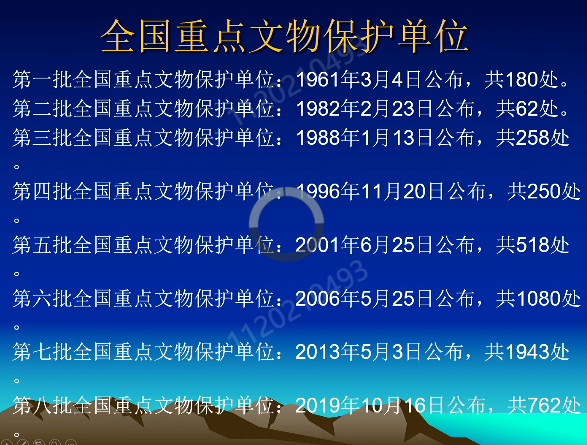 全国重点文物保护单位
1120210493
第一批全国重点文物保护单位：1961年3月4日公布，共180处。
第二批全国重点文物保护单位：1982年2月23日公布，共62处。
第三批全国重点文物保护单位：1988年1月13日公布，共258处
。
第四批全国重点文物保护单位：1996年11月20日公布，共250处
。
第五批全国重点文物保护单位：2001年6月25日公布，共518处
。
第六批全国重点文物保护单位：2006年5月25日公布，共1080处
。
1120210493
第七批全国重点文物保护单位：2013年5月3日公布，共1943处
。
第八批全国重点文物保护单位：2019年10月16日公布，共762处
。